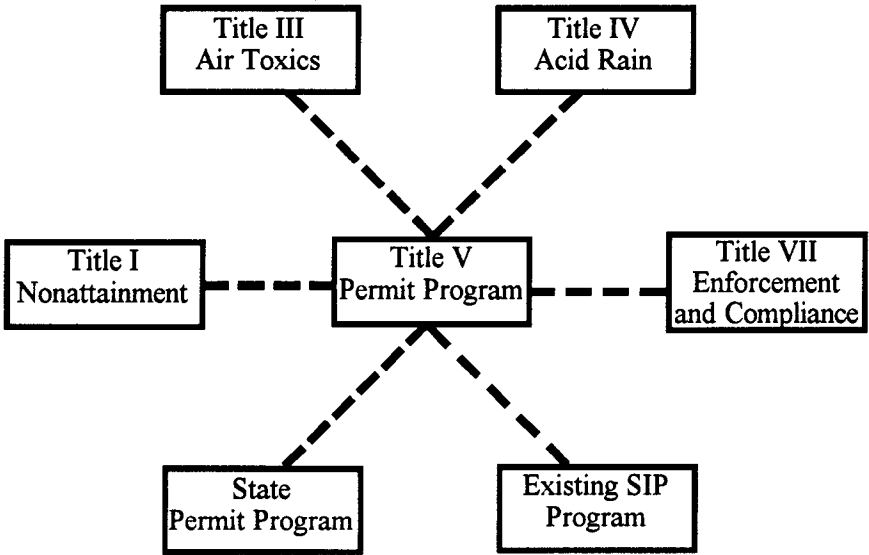 Title III
Air Toxics
Title IV
Acid Rain
Title I
Nonattainment
Title V
Permit Program
Title VII
Enforcement
and Compliance
State
Permit Program
Existing SIP
Program